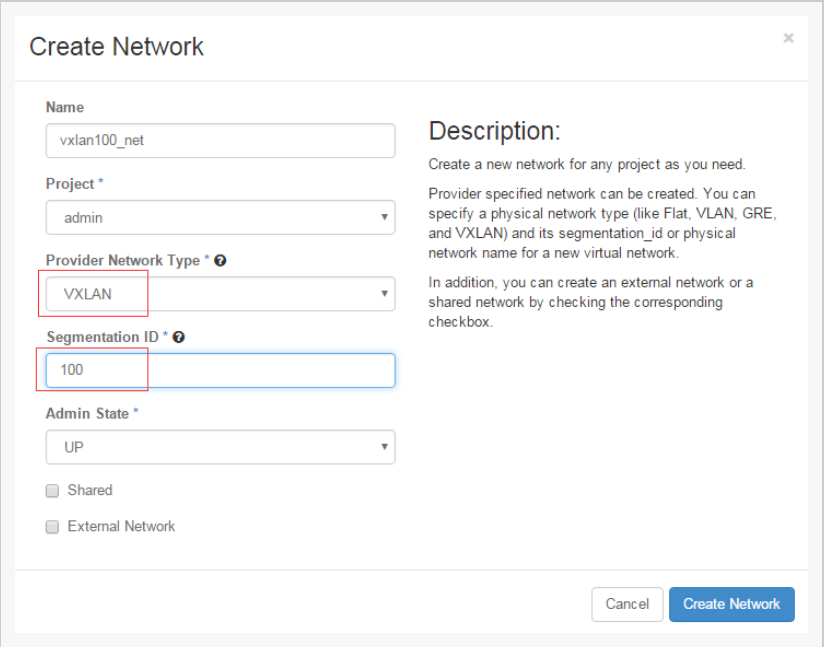 Create Network
×
Name
vxlan100_net
Project *
admin
Provider Network Type * ?
VXLAN
Segmentation ID * ?
100
Admin State *
UP
Shared
External Network
Description:
Create a new network for any project as you need.
Provider specified network can be created. You can
specify a physical network type (like Flat, VLAN, GRE,
and VXLAN) and its segmentation_id or physical
network name for a new virtual network.
In addition, you can create an external network or a
shared network by checking the corresponding
checkbox.
Cancel
Create Network